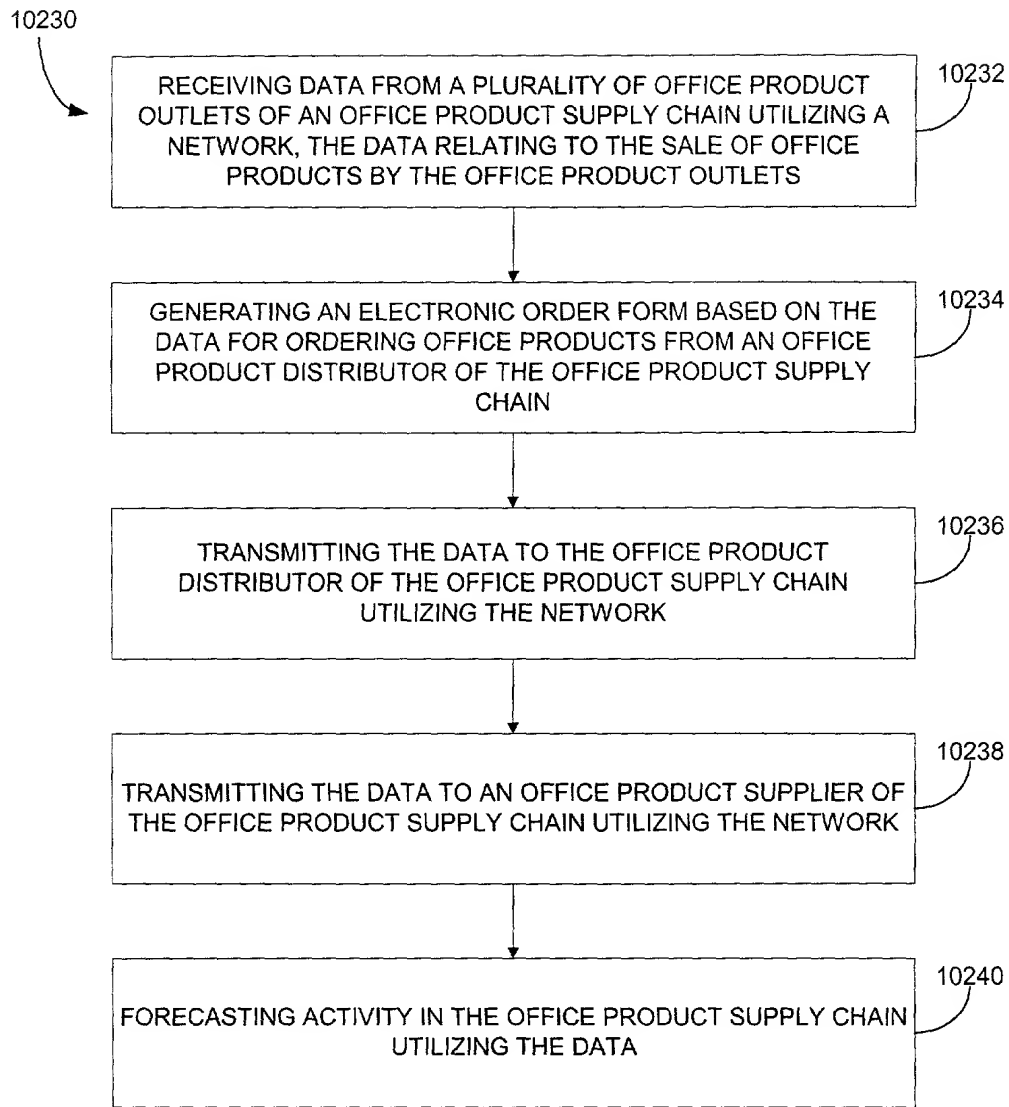 10230
RECEIVING DATA FROM A PLURALITY OF OFFICE PRODUCT
OUTLETS OF AN OFFICE PRODUCT SUPPLY CHAIN UTILIZING A
NETWORK, THE DATA RELATING TO THE SALE OF OFFICE
PRODUCTS BY THE OFFICE PRODUCT OUTLETS
10232
GENERATING AN ELECTRONIC ORDER FORM BASED ON THE
DATA FOR ORDERING OFFICE PRODUCTS FROM AN OFFICE
PRODUCT DISTRIBUTOR OF THE OFFICE PRODUCT SUPPLY
CHAIN
10234
TRANSMITTING THE DATA TO THE OFFICE PRODUCT
DISTRIBUTOR OF THE OFFICE PRODUCT SUPPLY CHAIN
UTILIZING THE NETWORK
10236
TRANSMITTING THE DATA TO AN OFFICE PRODUCT SUPPLIER OF
THE OFFICE PRODUCT SUPPLY CHAIN UTILIZING THE NETWORK
10238
FORECASTING ACTIVITY IN THE OFFICE PRODUCT SUPPLY CHAIN
UTILIZING THE DATA
10240